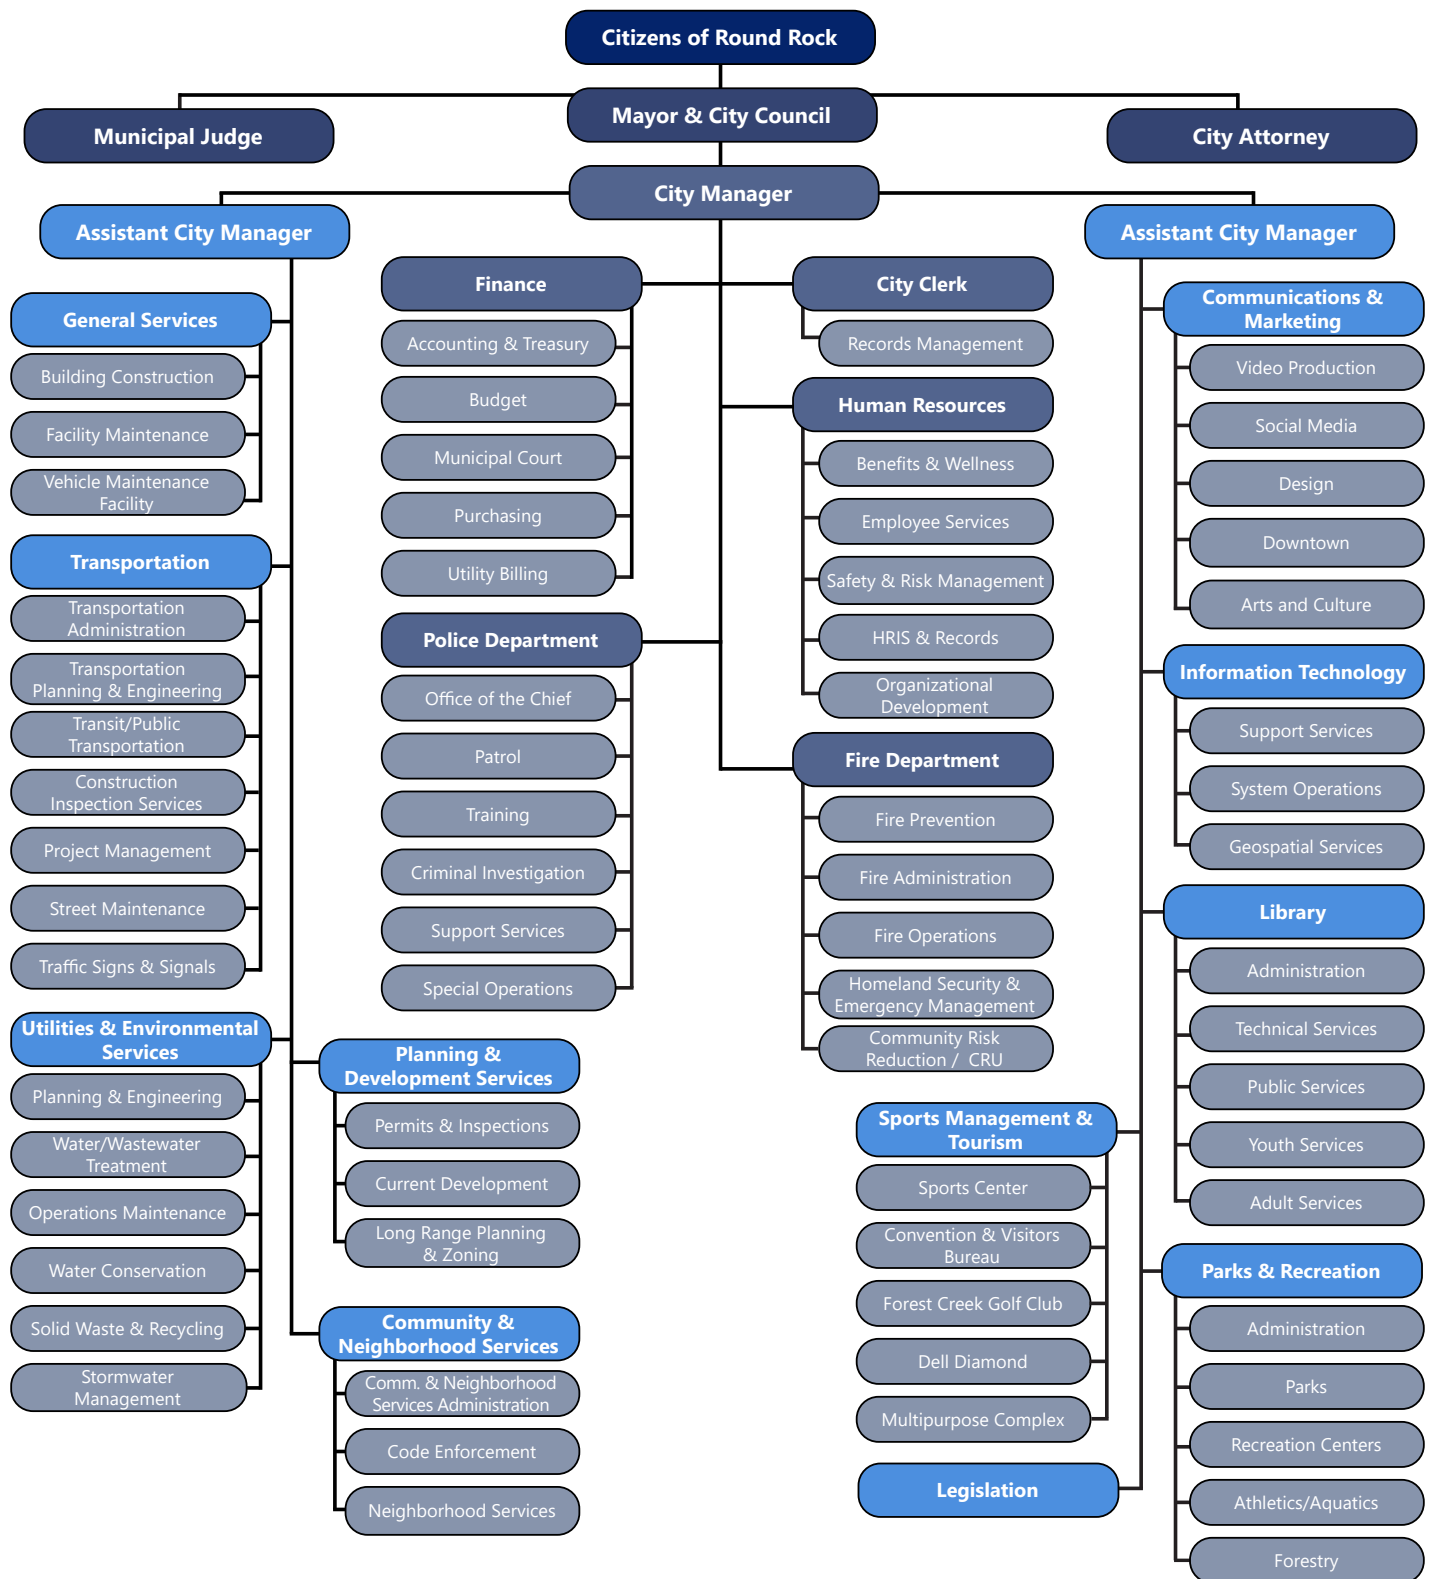 Citizens of Round Rock
Mayor & City Council
Municipal Judge
City Attorney
City Manager
Assistant City Manager
General Services
Building Construction
Facility Maintenance
Vehicle Maintenance
Facility
Transportation
Transportation
Administration
Transportation
Planning & Engineering
Transit/Public
Transportation
Construction
Inspection Services
Project Management
Street Maintenance
Traffic Signs & Signals
Utilities & Environmental
Services
Planning & Engineering
Water/Wastewater
Treatment
Operations Maintenance
Water Conservation
Solid Waste & Recycling
Stormwater
Management
Planning &
Development Services
Permits & Inspections
Current Development
Long Range Planning
& Zoning
Community &
Neighborhood Services
Comm. & Neighborhood
Services Administration
Code Enforcement
Neighborhood Services
Finance
Accounting & Treasury
Budget
Municipal Court
Purchasing
Utility Billing
Police Department
Office of the Chief
Patrol
Training
Criminal Investigation
Support Services
Special Operations
City Clerk
Records Management
Human Resources
Benefits & Wellness
Employee Services
Safety & Risk Management
HRIS & Records
Organizational
Development
Fire Department
Fire Prevention
Fire Administration
Fire Operations
Homeland Security &
Emergency Management
Community Risk
Reduction / CRU
Assistant City Manager
Communications &
Marketing
Video Production
Social Media
Design
Downtown
Arts and Culture
Information Technology
Support Services
System Operations
Geospatial Services
Library
Administration
Technical Services
Public Services
Youth Services
Adult Services
Sports Management &
Tourism
Sports Center
Convention & Visitors
Bureau
Forest Creek Golf Club
Dell Diamond
Multipurpose Complex
Legislation
Parks & Recreation
Administration
Parks
Recreation Centers
Athletics/Aquatics
Forestry